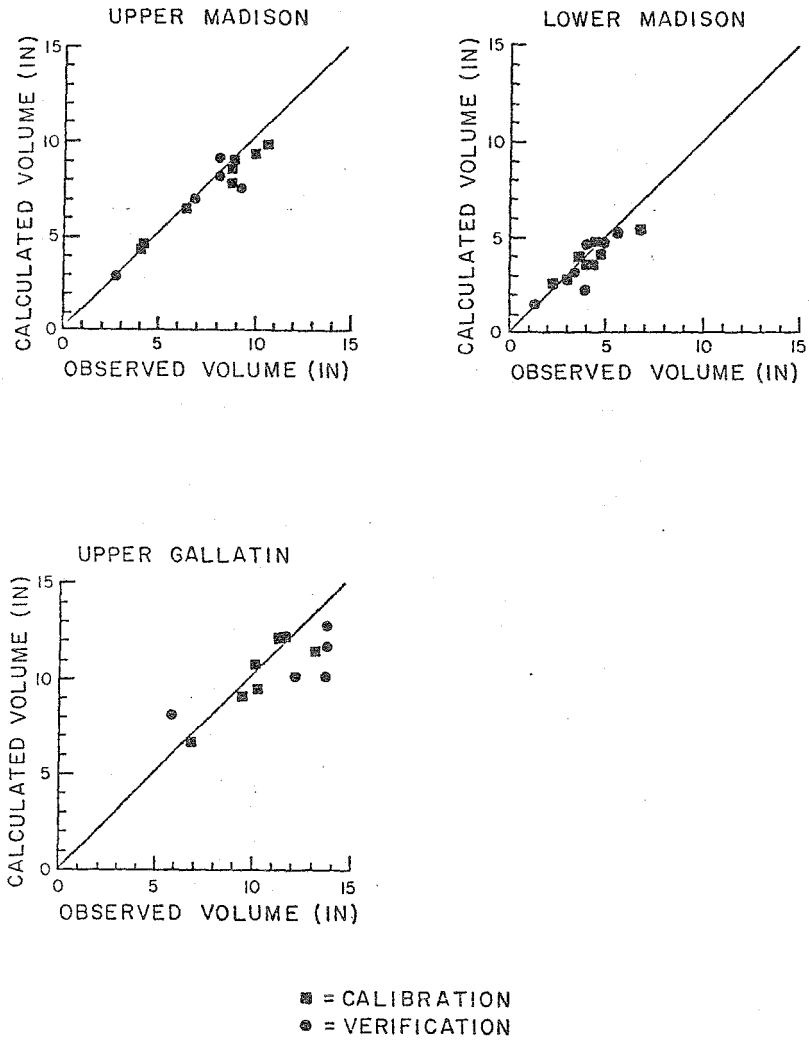 UPPER MADISON
CALCULATED VOLUME (IN)
15
10
5
0
0
5
10
15
OBSERVED VOLUME (IN)
LOWER MADISON
CALCULATED VOLUME (IN)
15
10
5
0
0
5
10
15
OBSERVED VOLUME (IN)
UPPER GALLATIN
CALCULATED VOLUME (IN)
15
10
5
0
0
5
10
15
OBSERVED VOLUME (IN)
■ = CALIBRATION
● = VERIFICATION